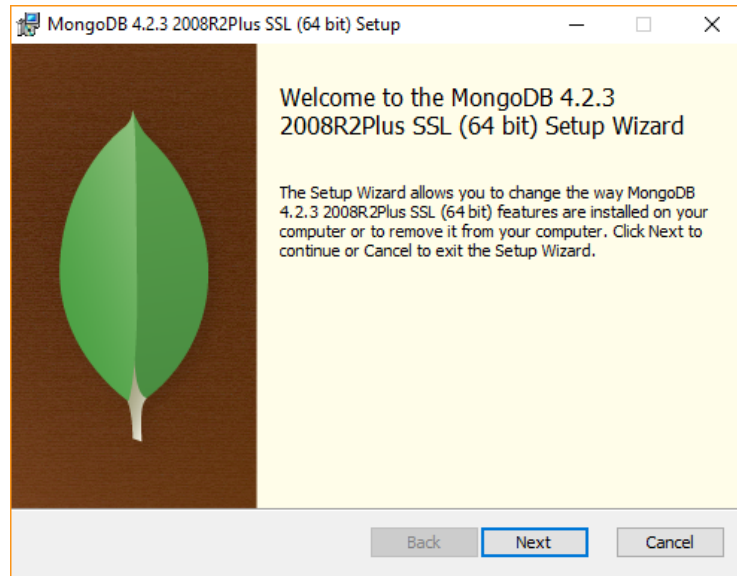 MongoDB 4.2.3 2008R2Plus SSL (64 bit) Setup
Welcome to the MongoDB 4.2.3
2008R2Plus SSL (64 bit) Setup Wizard
The Setup Wizard allows you to change the way MongoDB
4.2.3 2008R2Plus SSL (64 bit) features are installed on your
computer or to remove it from your computer. Click Next to
continue or Cancel to exit the Setup Wizard.
Back
Next
Cancel